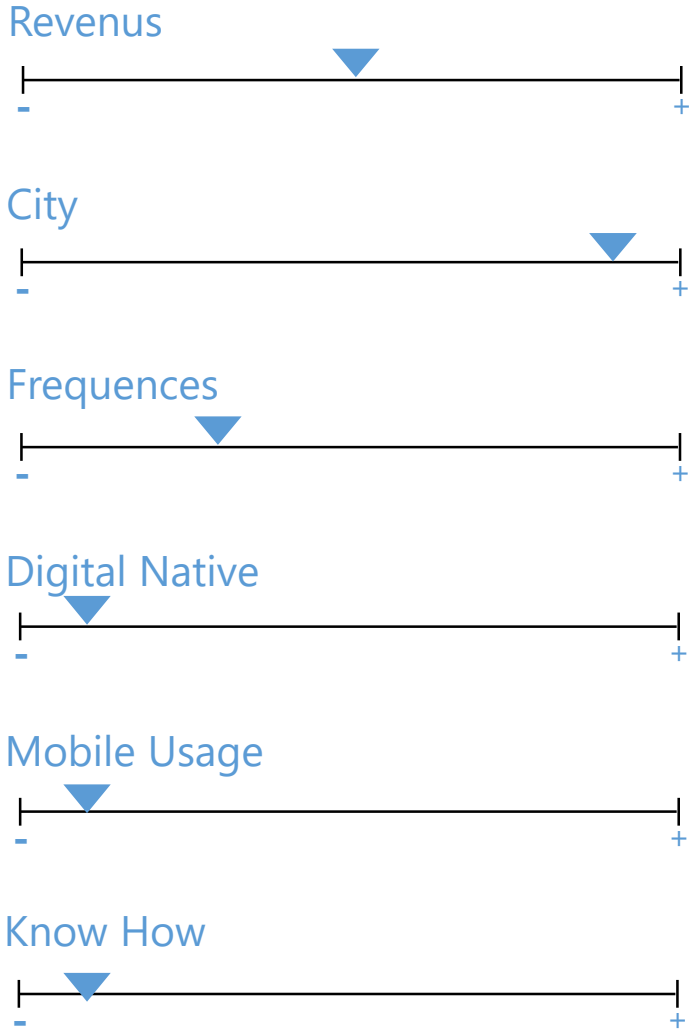 Revenus
- +
City
- +
Frequences
- +
Digital Native
- +
Mobile Usage
- +
Know How
- +